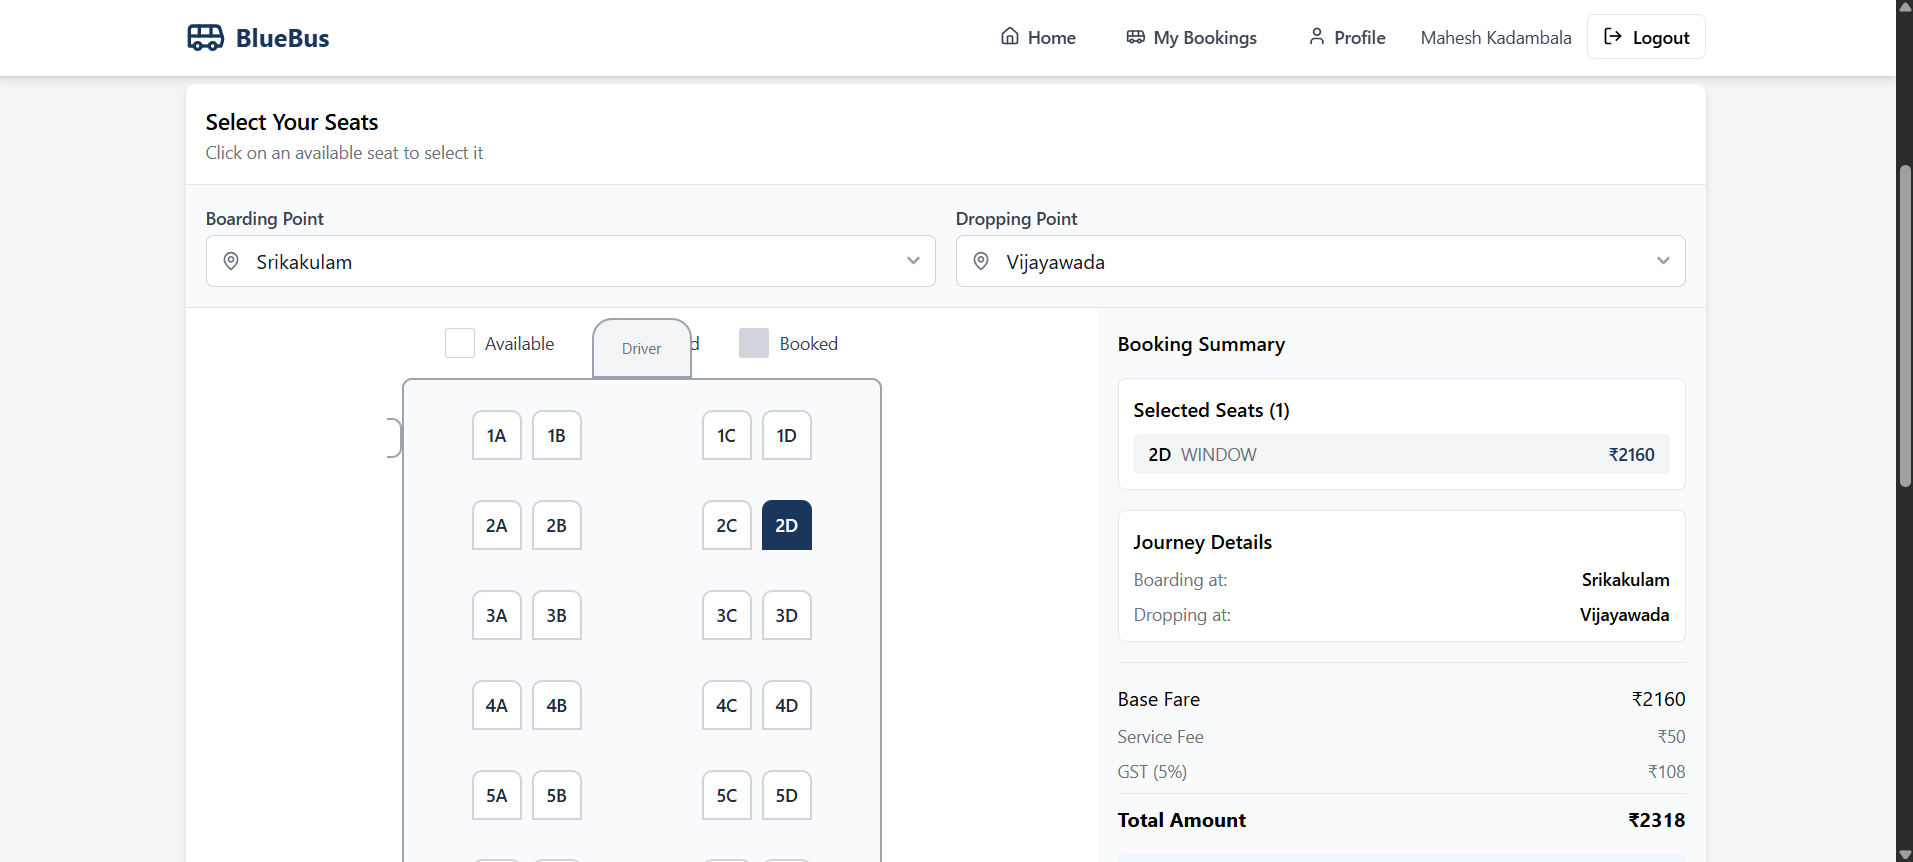 BlueBus
Home
My Bookings
Profile
Mahesh Kadambala
Logout
Select Your Seats
Click on an available seat to select it
Boarding Point
Srikakulam
Dropping Point
Vijayawada
Available
Driver
d
Booked
1A 1B 1C 1D
2A 2B 2C 2D
3A 3B 3C 3D
4A 4B 4C 4D
5A 5B 5C 5D
Booking Summary
Selected Seats (1)
2D WINDOW ₹2160
Journey Details
Boarding at: Srikakulam
Dropping at: Vijayawada
Base Fare ₹2160
Service Fee ₹50
GST (5%) ₹108
Total Amount ₹2318